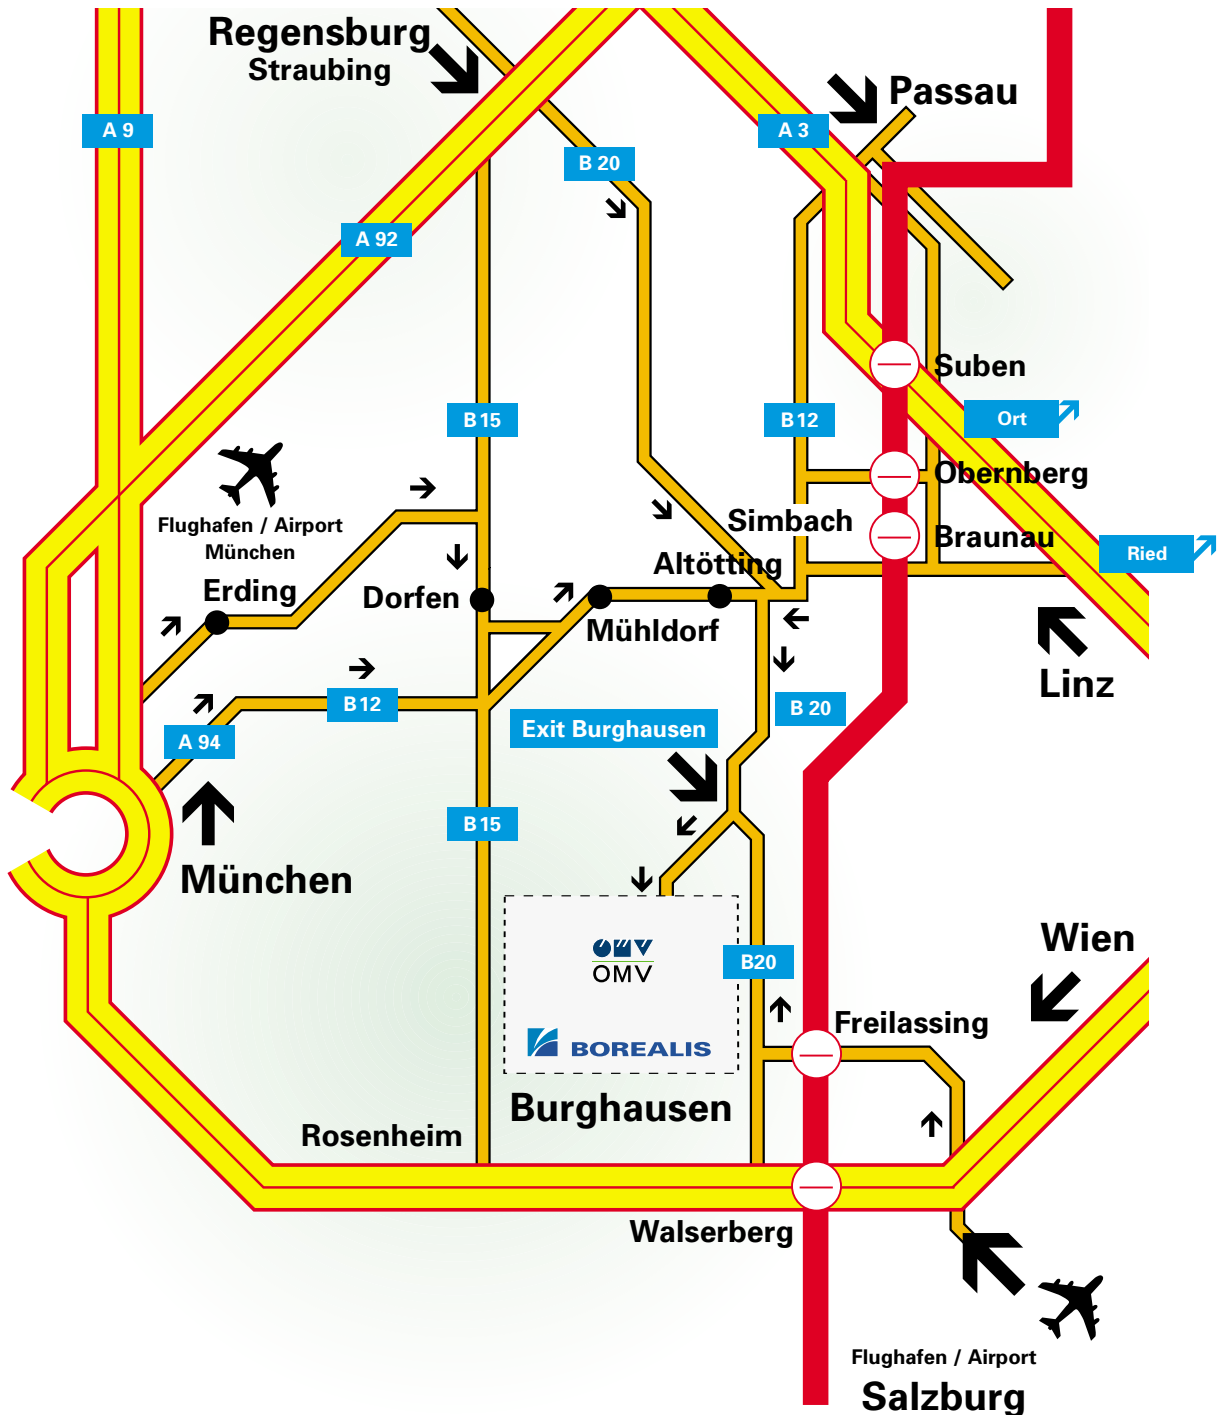 Regensburg
Straubing
Passau
A 9
A 3
B 20
A 92
Suben
Ort
B 15
B 12
Obernberg
Flughafen / Airport
München
Simbach
Braunau
Ried
Altötting
Erding
Dorfen
Mühldorf
Linz
B 12
B 20
Exit Burghausen
A 94
B 15
München
Wien
OMV
B20
Freilassing
BOREALIS
Burghausen
Rosenheim
Walserberg
Flughafen / Airport
Salzburg